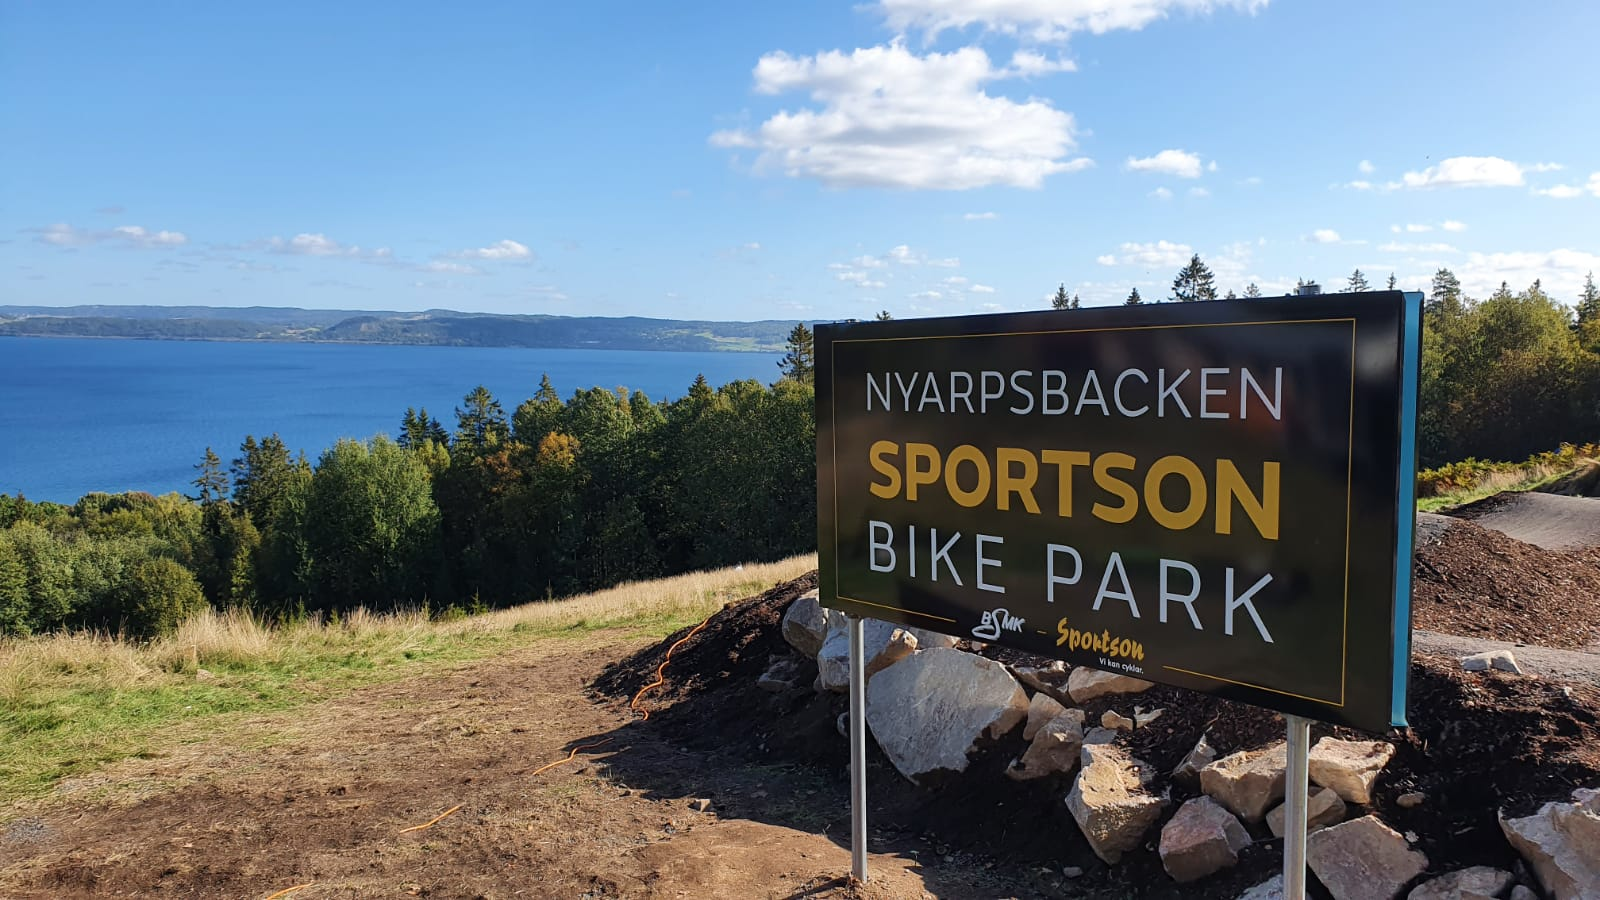 NYARPSBACKEN
SPORTSON
BIKE PARK
BSMK
Sportson
Vi kan cyklar.